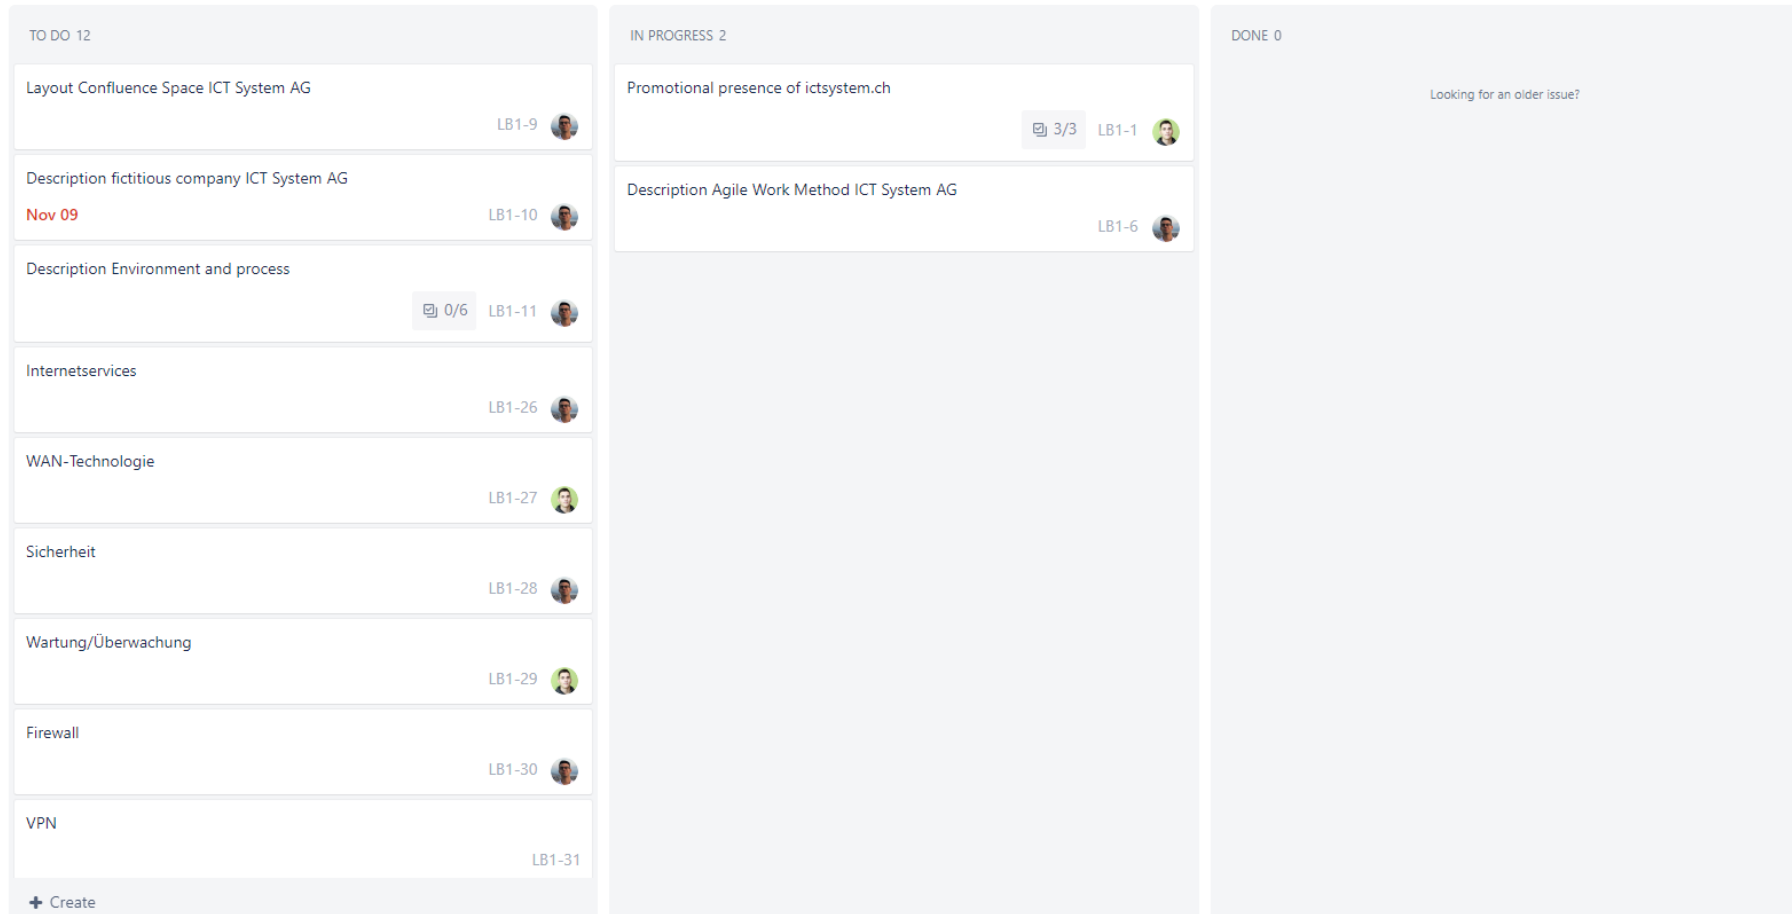 TO DO 12
Layout Confluence Space ICT System AG
LB1-9
Description fictitious company ICT System AG
Nov 09 LB1-10
Description Environment and process
0/6 LB1-11
Internetservices
LB1-26
WAN-Technologie
LB1-27
Sicherheit
LB1-28
Wartung/Überwachung
LB1-29
Firewall
LB1-30
VPN
LB1-31
+ Create
IN PROGRESS 2
Promotional presence of ictsystem.ch
3/3 LB1-1
Description Agile Work Method ICT System AG
LB1-6
DONE 0
Looking for an older issue?